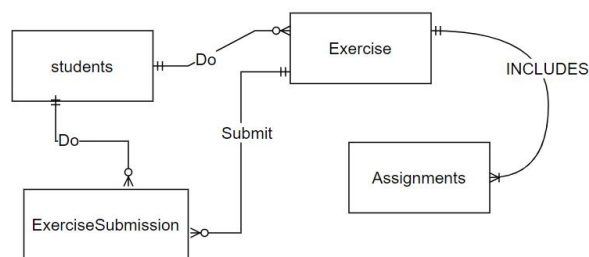 Exercise
students
Do
INCLUDES
Submit
Do
Assignments
ExerciseSubmission